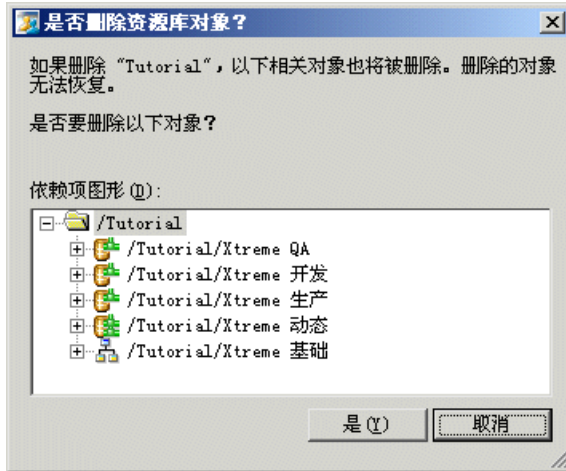 是否删除资源库对象?
如果删除 “Tutorial”，以下相关对象也将被删除。删除的对象
无法恢复。
是否要删除以下对象?
依赖项图形(D):
/Tutorial
/Tutorial/Xtreme QA
/Tutorial/Xtreme 开发
/Tutorial/Xtreme 生产
/Tutorial/Xtreme 动态
/Tutorial/Xtreme 基础
是(Y)
取消